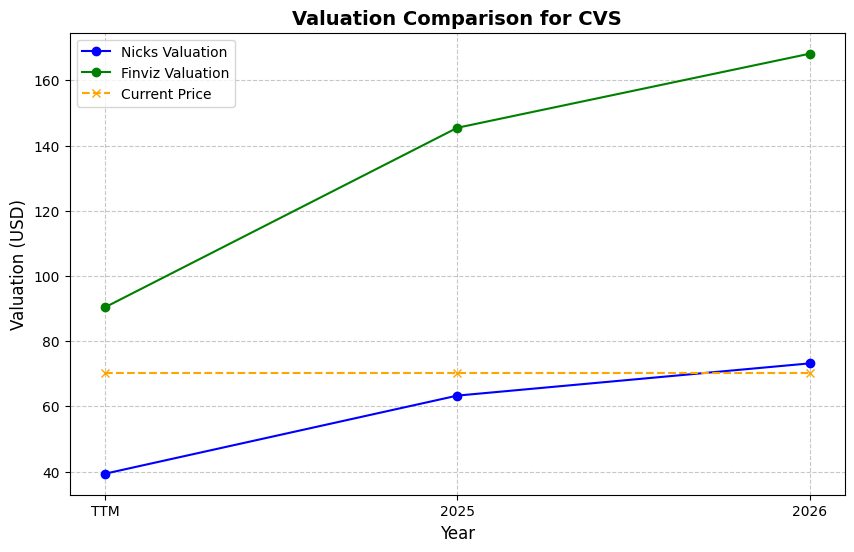 Valuation Comparison for CVS
Nicks Valuation
Finviz Valuation
Current Price
Valuation (USD)
160
140
120
100
80
60
40
TTM
2025
2026
Year